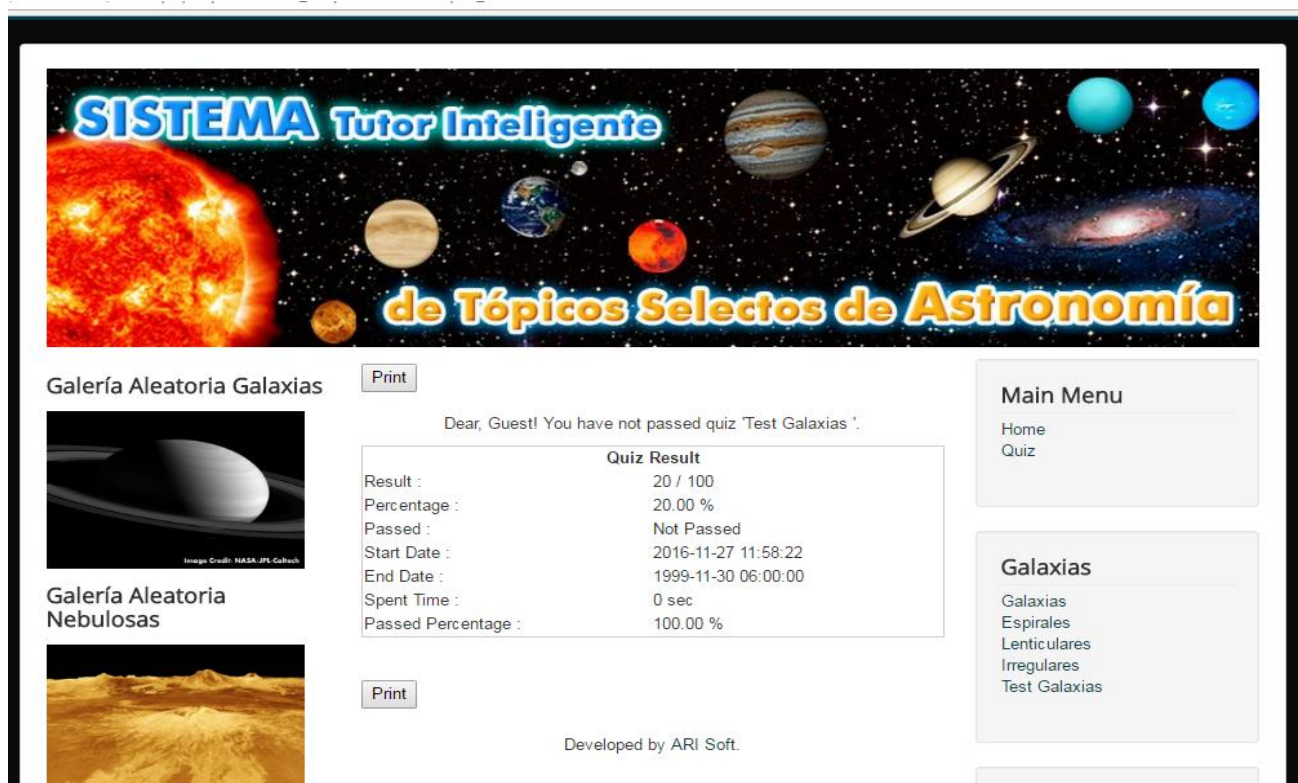 SISTEMA Tutor Inteligente
de Tópicos Selectos de Astronomía
Galería Aleatoria Galaxias
Image Credit: NASA-JPL-Caltech
Galería Aleatoria
Nebulosas
Print
Dear, Guest! You have not passed quiz 'Test Galaxias '.
Quiz Result
Result : 20 / 100
Percentage : 20.00 %
Passed : Not Passed
Start Date : 2016-11-27 11:58:22
End Date : 1999-11-30 06:00:00
Spent Time : 0 sec
Passed Percentage : 100.00 %
Print
Developed by ARI Soft.
Main Menu
Home
Quiz
Galaxias
Galaxias
Espirales
Lenticulares
Irregulares
Test Galaxias